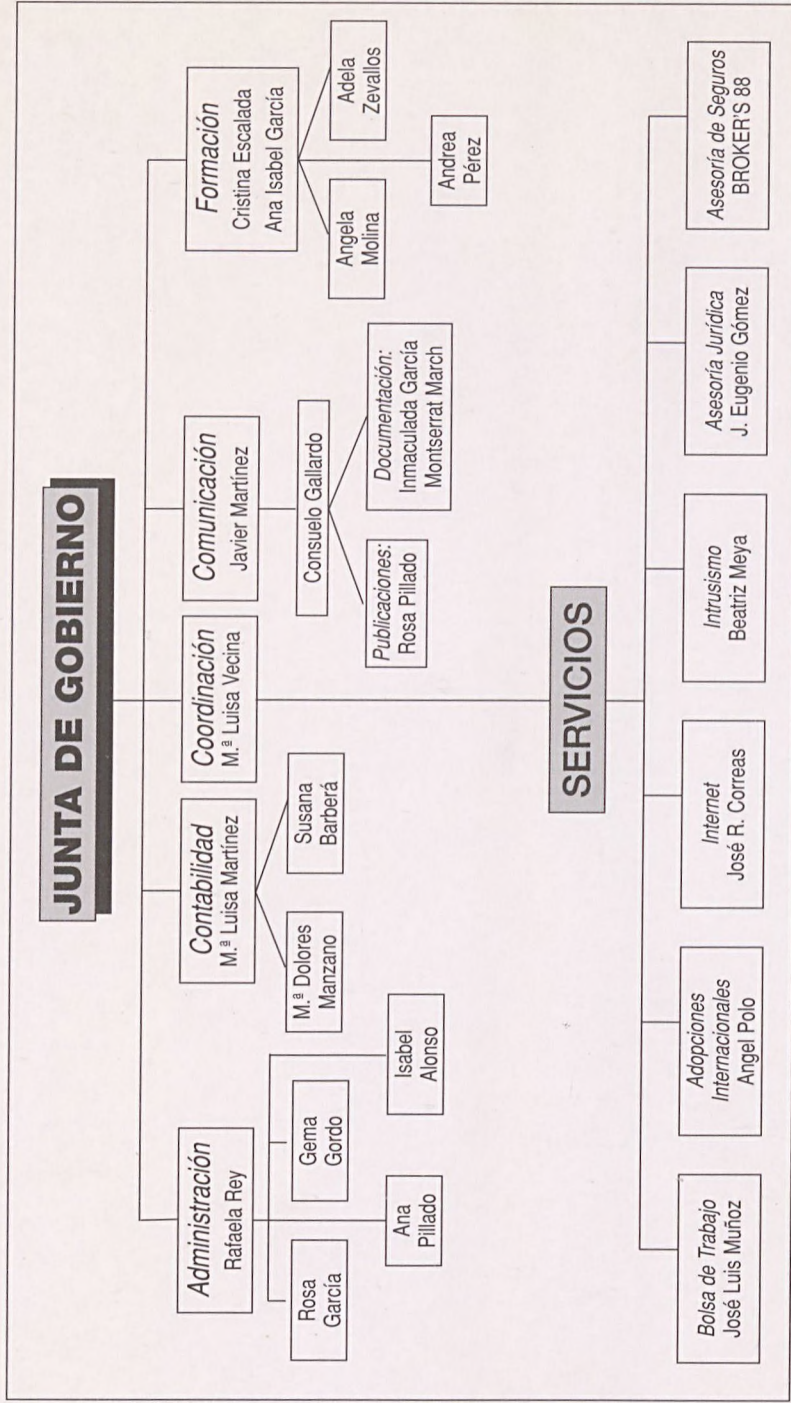 JUNTA DE GOBIERNO
Administración
Rafaela Rey
Rosa
García
Gema
Gordo
Ana
Pillado
Isabel
Alonso
Contabilidad
M.ª Luisa Martínez
M.ª Dolores
Manzano
Susana
Barberá
Coordinación
M.ª Luisa Vecina
Comunicación
Javier Martínez
Consuelo Gallardo
Publicaciones:
Rosa Pillado
Documentación:
Inmaculada García
Montserrat March
Formación
Cristina Escalada
Ana Isabel García
Angela
Molina
Adela
Zevallos
Andrea
Pérez
SERVICIOS
Bolsa de Trabajo
José Luis Muñoz
Adopciones
Internacionales
Angel Polo
Internet
José R. Correas
Intrusismo
Beatriz Meya
Asesoría Jurídica
J. Eugenio Gómez
Asesoría de Seguros
BROKER'S 88